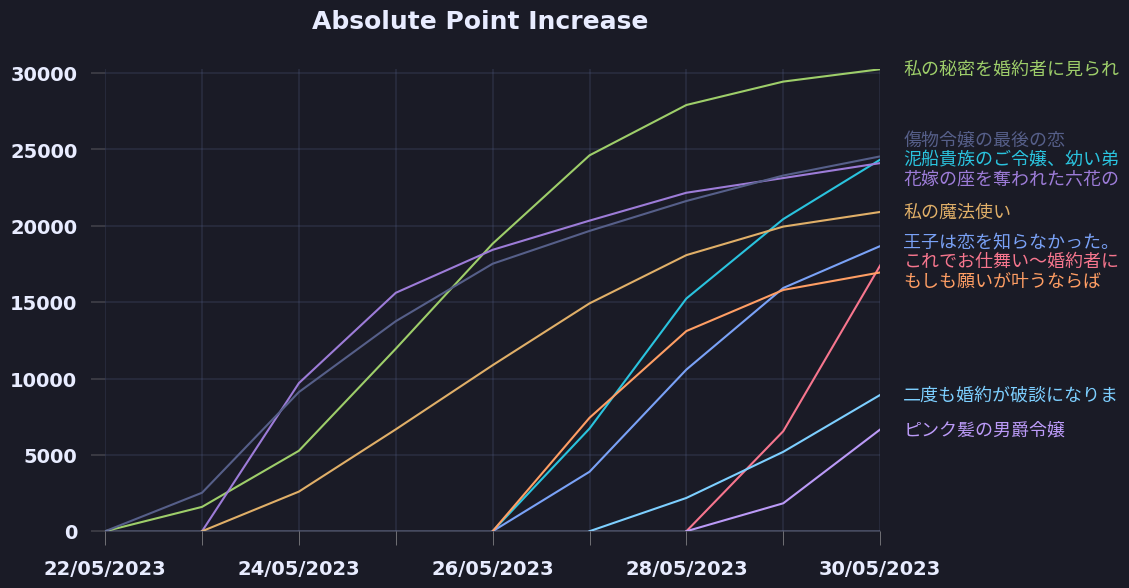 Absolute Point Increase
30000
25000
20000
15000
10000
5000
0
22/05/2023
24/05/2023
26/05/2023
28/05/2023
30/05/2023
私の秘密を婚約者に見られ
傷物令嬢の最後の恋
泥船貴族のご令嬢、幼い弟
花嫁の座を奪われた六花の
私の魔法使い
王子は恋を知らなかった。
これでお仕舞い～婚約者に
もしも願いが叶うならば
二度も婚約が破談になりま
ピンク髪の男爵令嬢